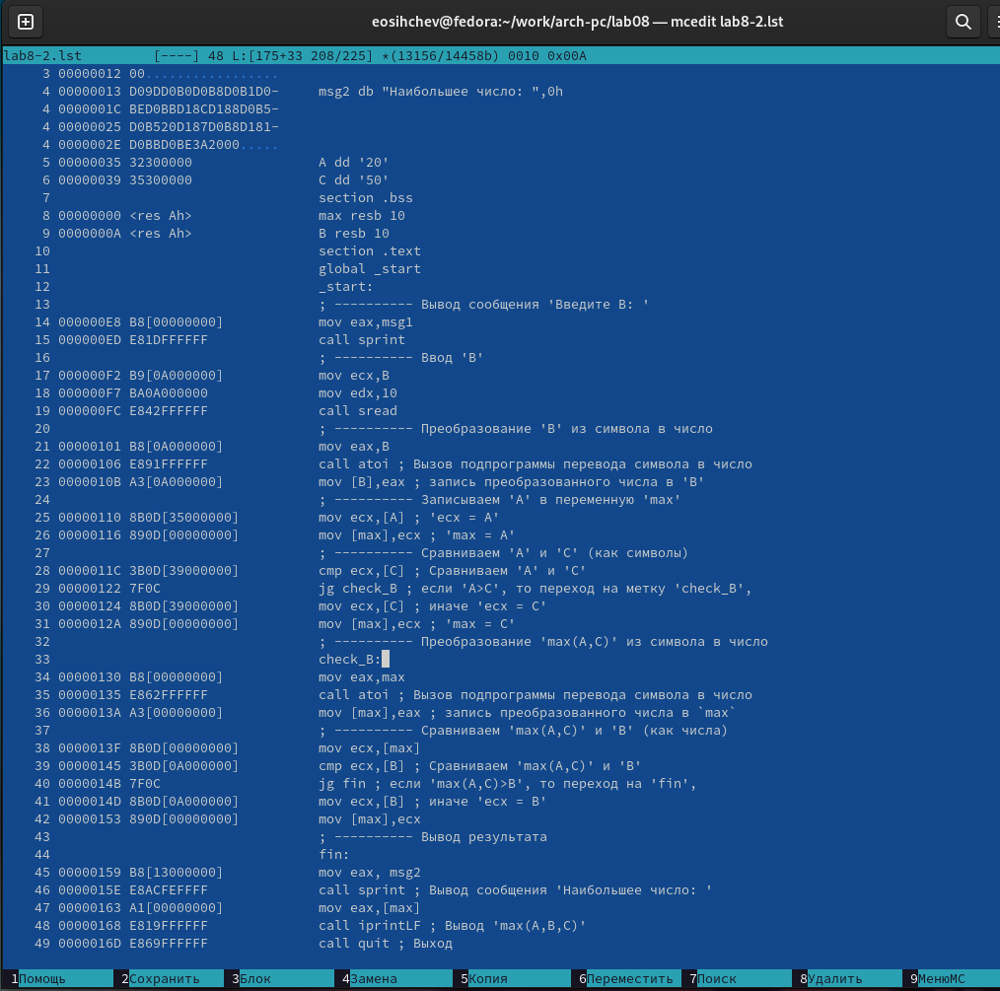 eosihchev@fedora:~/work/arch-pc/lab08 — mcedit lab8-2.lst
lab8-2.lst         [----] 48 L:[175+33 208/225] *(13156/14458b) 0010 0x00A
3 00000012 00.................
4 00000013 D09DD0B0D0B8D0B1D0-     msg2 db "Наибольшее число: ",0h
4 0000001C BED0BBD18CD188D0B5-
4 00000025 D0B520D187D0B8D181-
4 0000002E D0BBD0BE3A2000.....
5 00000035 32300000                A dd '20'
6 00000039 35300000                C dd '50'
7                                  section .bss
8 00000000 <res Ah>                max resb 10
9 0000000A <res Ah>                B resb 10
10                                  section .text
11                                  global _start
12                                  _start:
13                                  ; ---------- Вывод сообщения 'Введите B: '
14 000000E8 B8[00000000]            mov eax,msg1
15 000000ED E81DFFFFFF              call sprint
16                                  ; ---------- Ввод 'B'
17 000000F2 B9[0A000000]            mov ecx,B
18 000000F7 BA0A000000              mov edx,10
19 000000FC E842FFFFFF              call sread
20                                  ; ---------- Преобразование 'B' из символа в число
21 00000101 B8[0A000000]            mov eax,B
22 00000106 E891FFFFFF              call atoi ; Вызов подпрограммы перевода символа в число
23 0000010B A3[0A000000]            mov [B],eax ; запись преобразованного числа в 'B'
24                                  ; ---------- Записываем 'A' в переменную 'max'
25 00000110 8B0D[35000000]          mov ecx,[A] ; 'ecx = A'
26 00000116 890D[00000000]          mov [max],ecx ; 'max = A'
27                                  ; ---------- Сравниваем 'A' и 'C' (как символы)
28 0000011C 3B0D[39000000]          cmp ecx,[C] ; Сравниваем 'A' и 'C'
29 00000122 7F0C                    jg check_B ; если 'A>C', то переход на метку 'check_B',
30 00000124 8B0D[39000000]          mov ecx,[C] ; иначе 'ecx = C'
31 0000012A 890D[00000000]          mov [max],ecx ; 'max = C'
32                                  ; ---------- Преобразование 'max(A,C)' из символа в число
33                                  check_B:
34 00000130 B8[00000000]            mov eax,max
35 00000135 E862FFFFFF              call atoi ; Вызов подпрограммы перевода символа в число
36 0000013A A3[00000000]            mov [max],eax ; запись преобразованного числа в `max`
37                                  ; ---------- Сравниваем 'max(A,C)' и 'B' (как числа)
38 0000013F 8B0D[00000000]          mov ecx,[max]
39 00000145 3B0D[0A000000]          cmp ecx,[B] ; Сравниваем 'max(A,C)' и 'B'
40 0000014B 7F0C                    jg fin ; если 'max(A,C)>B', то переход на 'fin',
41 0000014D 8B0D[0A000000]          mov ecx,[B] ; иначе 'ecx = B'
42 00000153 890D[00000000]          mov [max],ecx
43                                  ; ---------- Вывод результата
44                                  fin:
45 00000159 B8[13000000]            mov eax, msg2
46 0000015E E8ACFEFFFF              call sprint ; Вывод сообщения 'Наибольшее число: '
47 00000163 A1[00000000]            mov eax,[max]
48 00000168 E819FFFFFF              call iprintLF ; Вывод 'max(A,B,C)'
49 0000016D E869FFFFFF              call quit ; Выход
1Помощь 2Сохранить 3Блок 4Замена 5Копия 6Переместить 7Поиск 8Удалить 9МенюМС